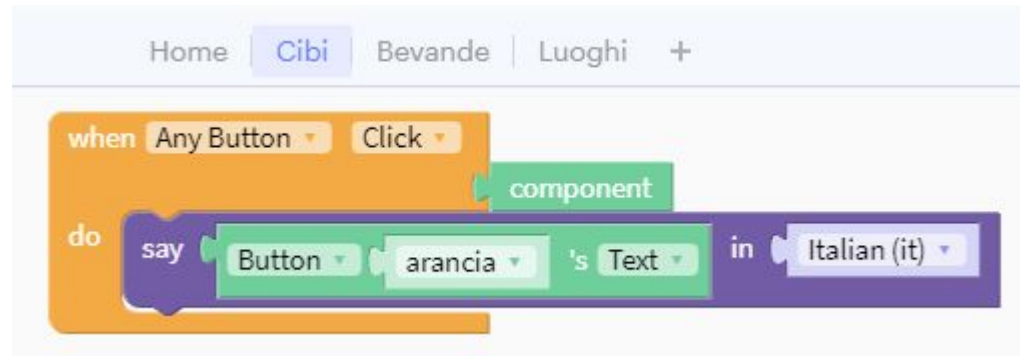 Home Cibi Bevande Luoghi +
when Any Button Click
component
do say Button arancia 's Text in Italian (it)